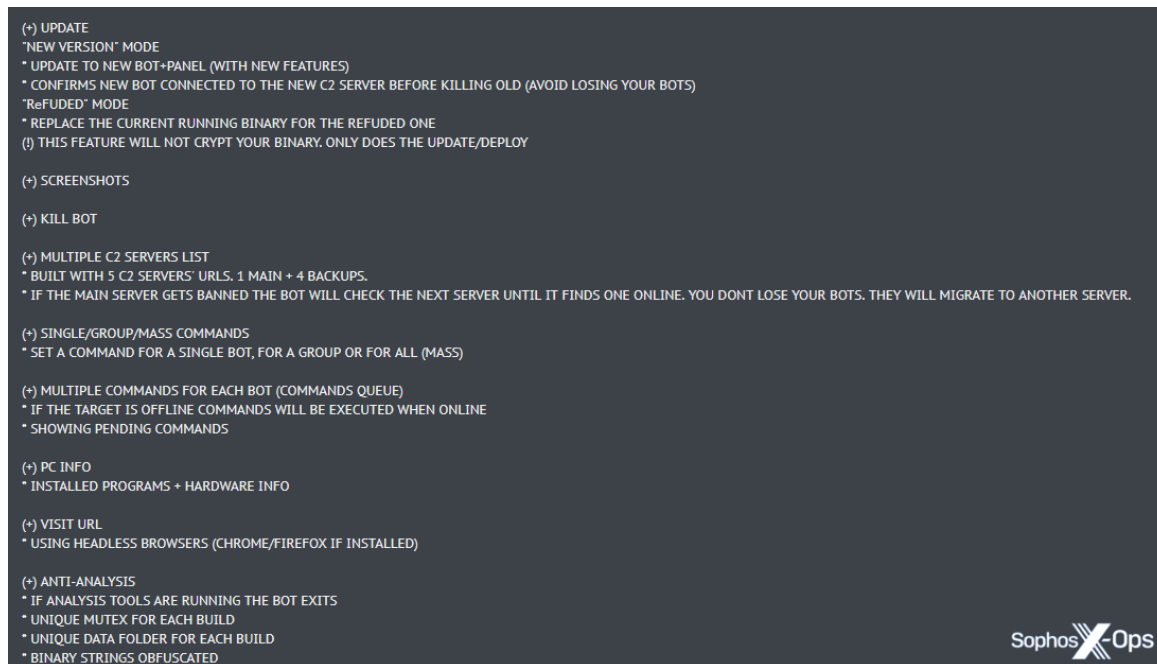 (+) UPDATE
"NEW VERSION" MODE
* UPDATE TO NEW BOT+PANEL (WITH NEW FEATURES)
* CONFIRMS NEW BOT CONNECTED TO THE NEW C2 SERVER BEFORE KILLING OLD (AVOID LOSING YOUR BOTS)
"ReFUDED" MODE
* REPLACE THE CURRENT RUNNING BINARY FOR THE REFUDED ONE
(!) THIS FEATURE WILL NOT CRYPT YOUR BINARY. ONLY DOES THE UPDATE/DEPLOY
(+) SCREENSHOTS
(+) KILL BOT
(+) MULTIPLE C2 SERVERS LIST
* BUILT WITH 5 C2 SERVERS' URLS. 1 MAIN + 4 BACKUPS.
* IF THE MAIN SERVER GETS BANNED THE BOT WILL CHECK THE NEXT SERVER UNTIL IT FINDS ONE ONLINE. YOU DONT LOSE YOUR BOTS. THEY WILL MIGRATE TO ANOTHER SERVER.
(+) SINGLE/GROUP/MASS COMMANDS
* SET A COMMAND FOR A SINGLE BOT, FOR A GROUP OR FOR ALL (MASS)
(+) MULTIPLE COMMANDS FOR EACH BOT (COMMANDS QUEUE)
* IF THE TARGET IS OFFLINE COMMANDS WILL BE EXECUTED WHEN ONLINE
* SHOWING PENDING COMMANDS
(+) PC INFO
* INSTALLED PROGRAMS + HARDWARE INFO
(+) VISIT URL
* USING HEADLESS BROWSERS (CHROME/FIREFOX IF INSTALLED)
(+) ANTI-ANALYSIS
* IF ANALYSIS TOOLS ARE RUNNING THE BOT EXITS
* UNIQUE MUTEX FOR EACH BUILD
* UNIQUE DATA FOLDER FOR EACH BUILD
* BINARY STRINGS OBFUSCATED
Sophos X-Ops